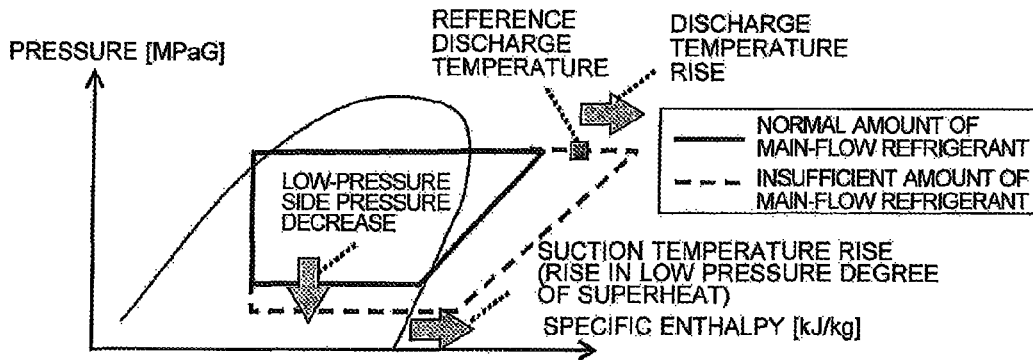 PRESSURE [MPaG]
REFERENCE
DISCHARGE
TEMPERATURE
DISCHARGE
TEMPERATURE
RISE
NORMAL AMOUNT OF
MAIN-FLOW REFRIGERANT
INSUFFICIENT AMOUNT OF
MAIN-FLOW REFRIGERANT
LOW-PRESSURE
SIDE PRESSURE
DECREASE
SUCTION TEMPERATURE RISE
(RISE IN LOW PRESSURE DEGREE
OF SUPERHEAT)
SPECIFIC ENTHALPY [kJ/kg]